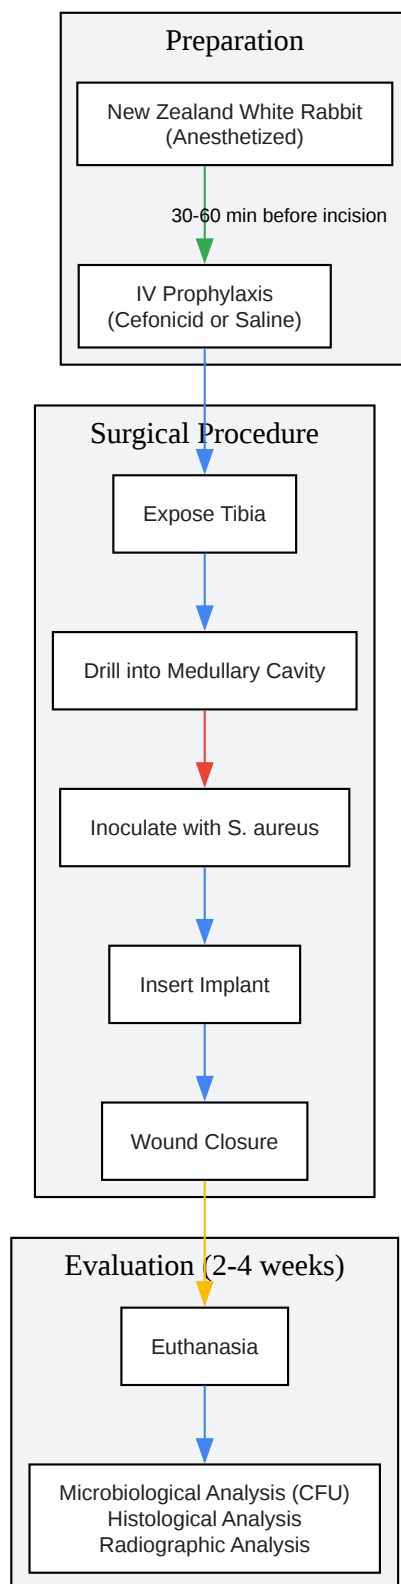 Preparation
New Zealand White Rabbit
(Anesthetized)
30-60 min before incision
IV Prophylaxis
(Cefonicid or Saline)
Surgical Procedure
Expose Tibia
Drill into Medullary Cavity
Inoculate with S. aureus
Insert Implant
Wound Closure
Evaluation (2-4 weeks)
Euthanasia
Microbiological Analysis (CFU)
Histological Analysis
Radiographic Analysis